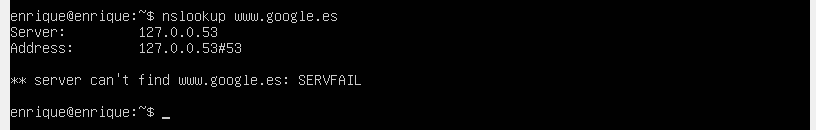 enrique@enrique:~$ nslookup www.google.es
Server: 127.0.0.53
Address: 127.0.0.53#53
** server can't find www.google.es: SERVFAIL
enrique@enrique:~$ _